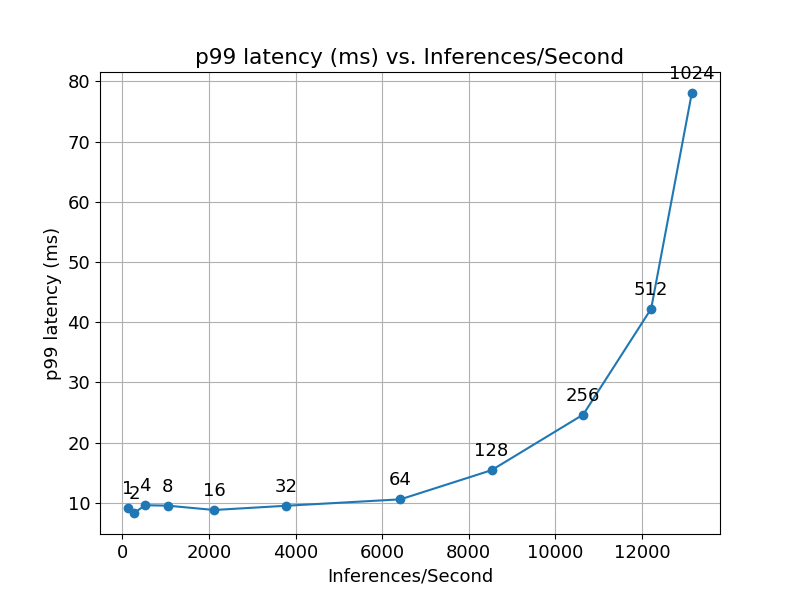 p99 latency (ms) vs. Inferences/Second
1024
80
70
60
50
512
40
30
256
20
128
64
1 2 4 8 16 32
10
p99 latency (ms)
0 2000 4000 6000 8000 10000 12000
Inferences/Second